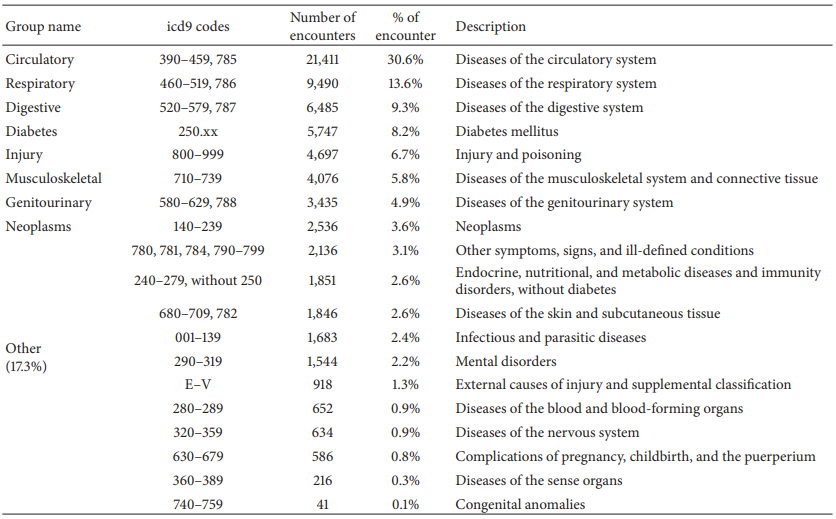 Group name icd9 codes Number of encounters % of encounter Description
Circulatory 390–459, 785 21,411 30.6% Diseases of the circulatory system
Respiratory 460–519, 786 9,490 13.6% Diseases of the respiratory system
Digestive 520–579, 787 6,485 9.3% Diseases of the digestive system
Diabetes 250.xx 5,747 8.2% Diabetes mellitus
Injury 800–999 4,697 6.7% Injury and poisoning
Musculoskeletal 710–739 4,076 5.8% Diseases of the musculoskeletal system and connective tissue
Genitourinary 580–629, 788 3,435 4.9% Diseases of the genitourinary system
Neoplasms 140–239 2,536 3.6% Neoplasms
Other (17.3%)
780, 781, 784, 790–799 2,136 3.1% Other symptoms, signs, and ill-defined conditions
240–279, without 250 1,851 2.6% Endocrine, nutritional, and metabolic diseases and immunity
disorders, without diabetes
680–709, 782 1,846 2.6% Diseases of the skin and subcutaneous tissue
001–139 1,683 2.4% Infectious and parasitic diseases
290–319 1,544 2.2% Mental disorders
E–V 918 1.3% External causes of injury and supplemental classification
280–289 652 0.9% Diseases of the blood and blood-forming organs
320–359 634 0.9% Diseases of the nervous system
630–679 586 0.8% Complications of pregnancy, childbirth, and the puerperium
360–389 216 0.3% Diseases of the sense organs
740–759 41 0.1% Congenital anomalies